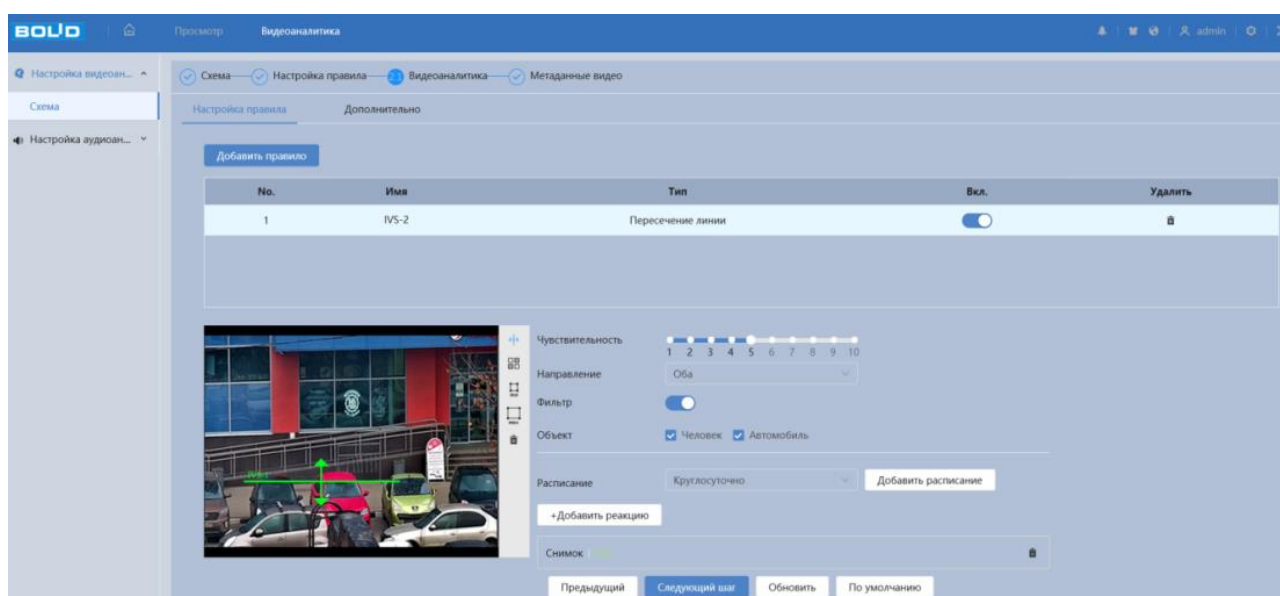 BOLID Просмотр Видеоаналитика admin
Настройка видеоан...
Схема
Настройка аудиоан...
Схема Настройка правила Видеоаналитика Метаданные видео
Настройка правила Дополнительно
Добавить правило
No. Имя Тип Вкл. Удалить
1 IVS-2 Пересечение линии
Чувствительность
1 2 3 4 5 6 7 8 9 10
Направление Оба
Фильтр
Объект Человек Автомобиль
Расписание Круглосуточно Добавить расписание
+Добавить реакцию
Снимок
Предыдущий Следующий шаг Обновить По умолчанию